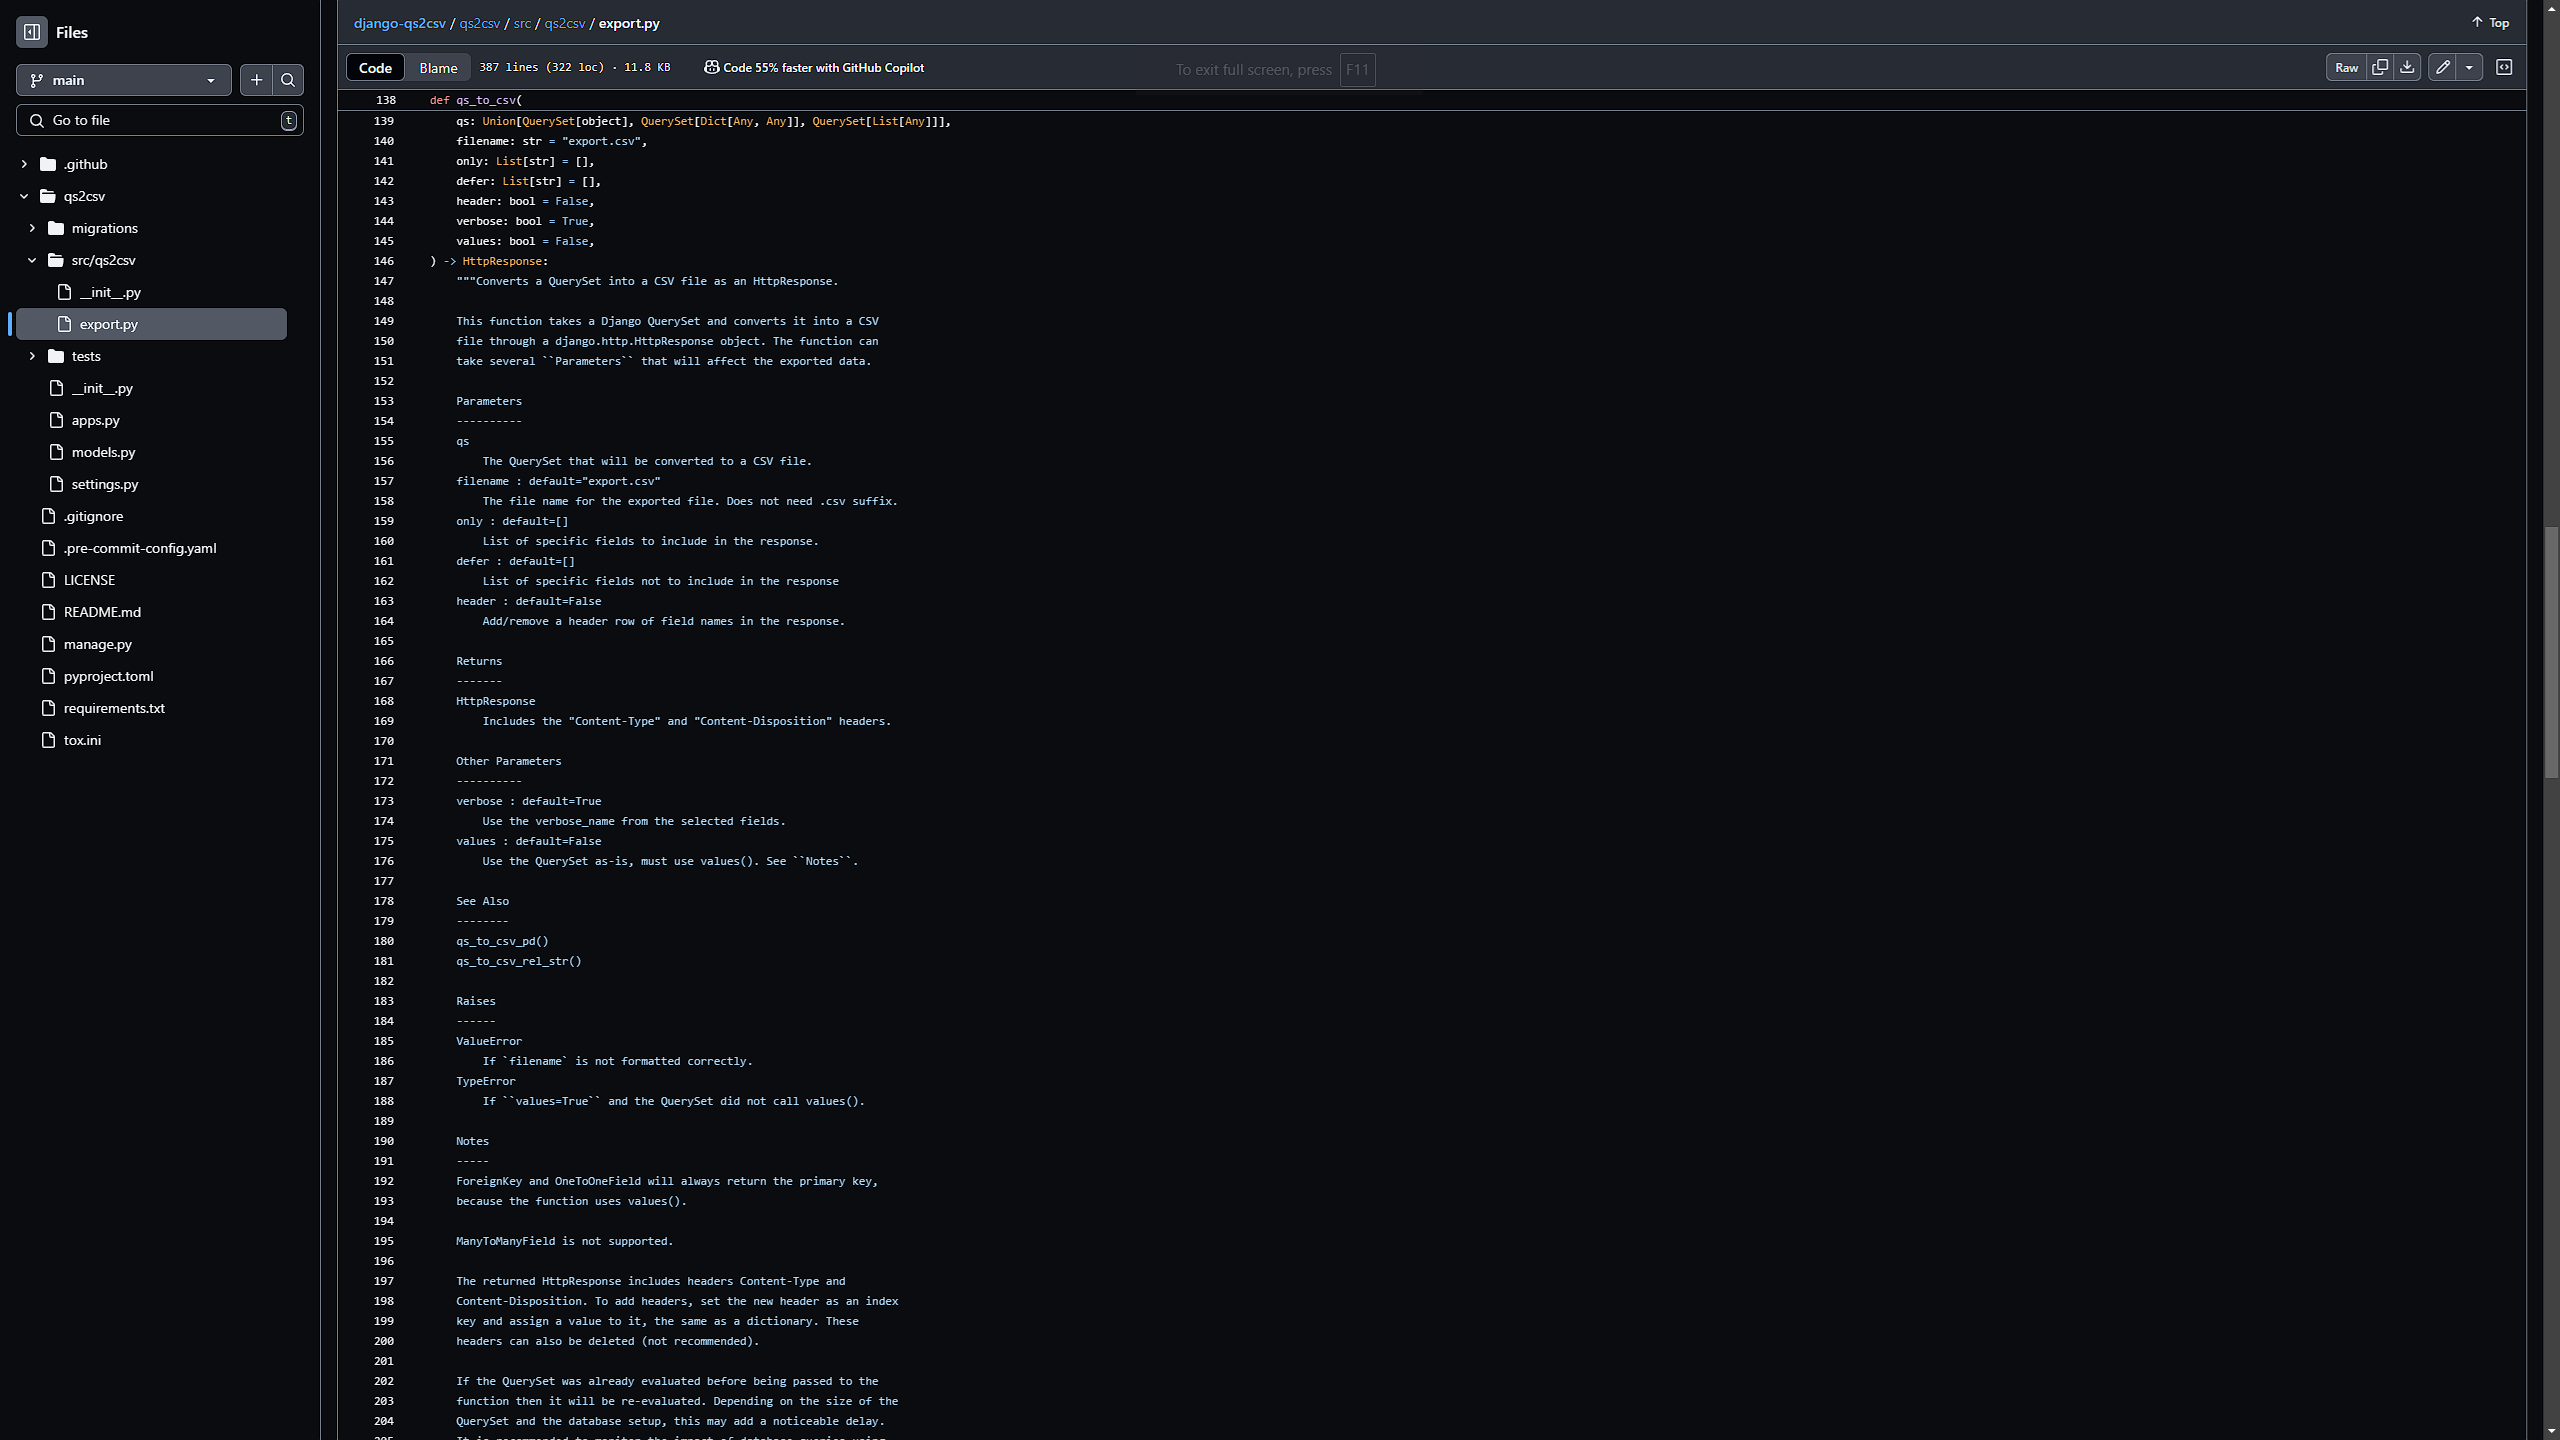 Files
main
Go to file
t
.github
qs2csv
migrations
src/qs2csv
__init__.py
export.py
tests
__init__.py
apps.py
models.py
settings.py
.gitignore
.pre-commit-config.yaml
LICENSE
README.md
manage.py
pyproject.toml
requirements.txt
tox.ini
django-qs2csv / qs2csv / src / qs2csv / export.py
Top
Code Blame 387 lines (322 loc) · 11.8 KB Code 55% faster with GitHub Copilot
To exit full screen, press F11
Raw
138 def qs_to_csv(
139 qs: Union[QuerySet[object], QuerySet[Dict[Any, Any]], QuerySet[List[Any]]],
140 filename: str = "export.csv",
141 only: List[str] = [],
142 defer: List[str] = [],
143 header: bool = False,
144 verbose: bool = True,
145 values: bool = False,
146 ) -> HttpResponse:
147 """Converts a QuerySet into a CSV file as an HttpResponse.
148
149 This function takes a Django QuerySet and converts it into a CSV
150 file through a django.http.HttpResponse object. The function can
151 take several ``Parameters`` that will affect the exported data.
152
153 Parameters
154 ----------
155 qs
156 The QuerySet that will be converted to a CSV file.
157 filename : default="export.csv"
158 The file name for the exported file. Does not need .csv suffix.
159 only : default=[]
160 List of specific fields to include in the response.
161 defer : default=[]
162 List of specific fields not to include in the response
163 header : default=False
164 Add/remove a header row of field names in the response.
165
166 Returns
167 -------
168 HttpResponse
169 Includes the "Content-Type" and "Content-Disposition" headers.
170
171 Other Parameters
172 ----------
173 verbose : default=True
174 Use the verbose_name from the selected fields.
175 values : default=False
176 Use the QuerySet as-is, must use values(). See ``Notes``.
177
178 See Also
179 --------
180 qs_to_csv_pd()
181 qs_to_csv_rel_str()
182
183 Raises
184 ------
185 ValueError
186 If `filename` is not formatted correctly.
187 TypeError
188 If ``values=True`` and the QuerySet did not call values().
189
190 Notes
191 -----
192 ForeignKey and OneToOneField will always return the primary key,
193 because the function uses values().
194
195 ManyToManyField is not supported.
196
197 The returned HttpResponse includes headers Content-Type and
198 Content-Disposition. To add headers, set the new header as an index
199 key and assign a value to it, the same as a dictionary. These
200 headers can also be deleted (not recommended).
201
202 If the QuerySet was already evaluated before being passed to the
203 function then it will be re-evaluated. Depending on the size of the
204 QuerySet and the database setup, this may add a noticeable delay.